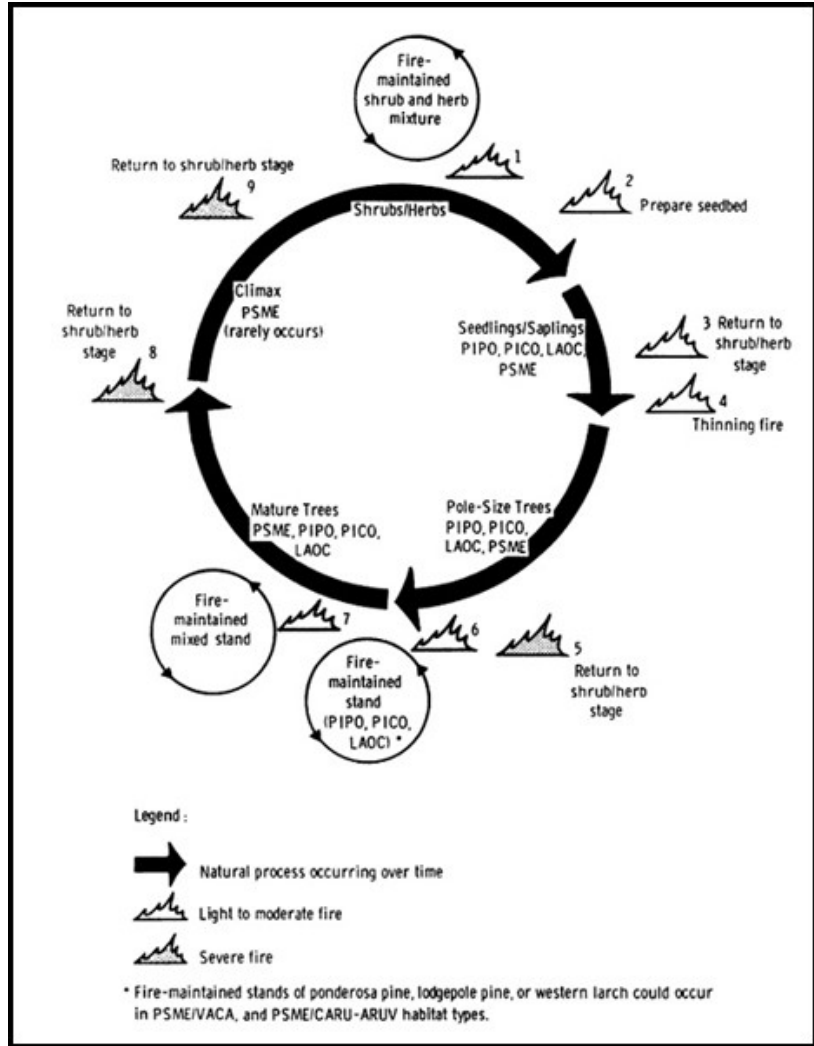 Fire-
maintained
shrub and herb
mixture
1
2
Prepare seedbed
Return to shrub/herb stage
9
Shrubs/Herbs
Climax
PSME
(rarely occurs)
Return to
shrub/herb
stage
8
Seedlings/Saplings
PIPO, PICO, LAOC,
PSME
3 Return to
shrub/herb
stage
4
Thinning fire
Mature Trees
PSME, PIPO, PICO,
LAOC
Pole-Size Trees
PIPO, PICO,
LAOC, PSME
Fire-
maintained
mixed stand
7
6
5
Return to
shrub/herb
stage
Fire-
maintained
stand
(PIPO, PICO,
LAOC) *
Legend :
Natural process occurring over time
Light to moderate fire
Severe fire
* Fire-maintained stands of ponderosa pine, lodgepole pine, or western larch could occur
in PSME/VACA, and PSME/CARU-ARUV habitat types.